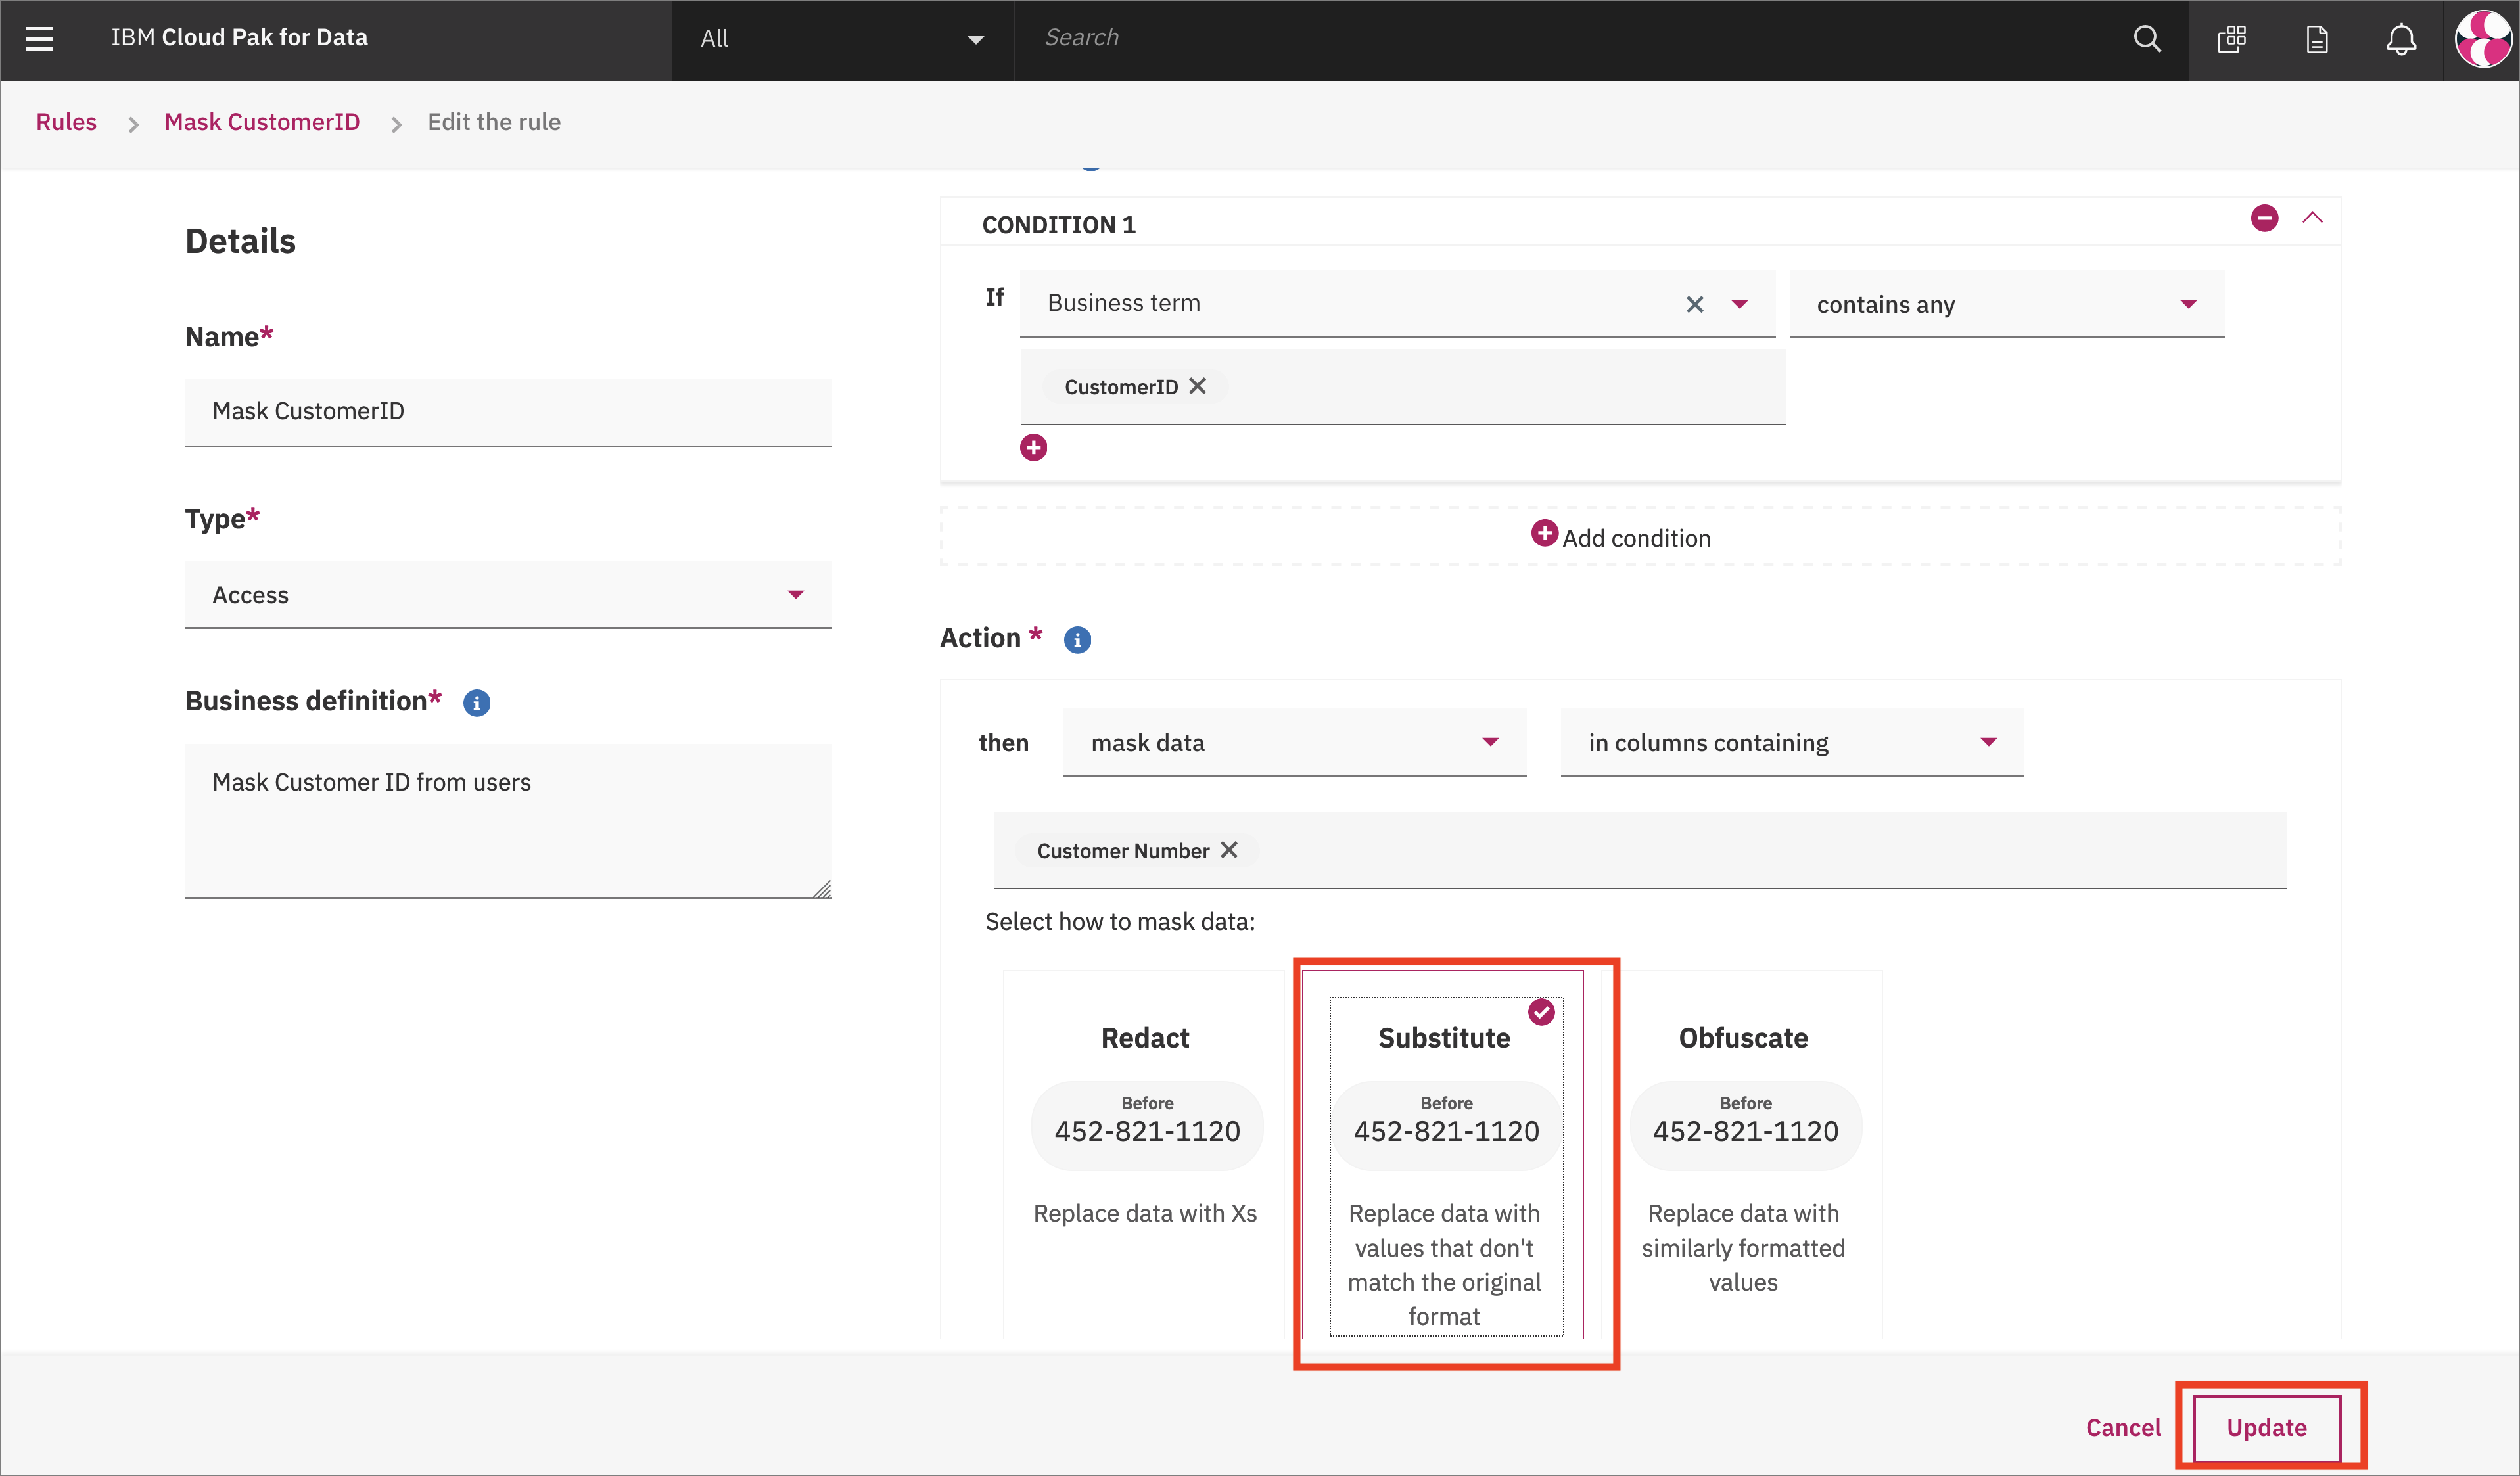 IBM Cloud Pak for Data
All
Search
Rules
Mask CustomerID
Edit the rule
Details
Name*
Mask CustomerID
Type*
Access
Business definition*
Mask Customer ID from users
CONDITION 1
If
Business term
contains any
CustomerID
Add condition
Action *
then
mask data
in columns containing
Customer Number
Select how to mask data:
Redact
Before
452-821-1120
Replace data with Xs
Substitute
Before
452-821-1120
Replace data with
values that don't
match the original
format
Obfuscate
Before
452-821-1120
Replace data with
similarly formatted
values
Cancel
Update